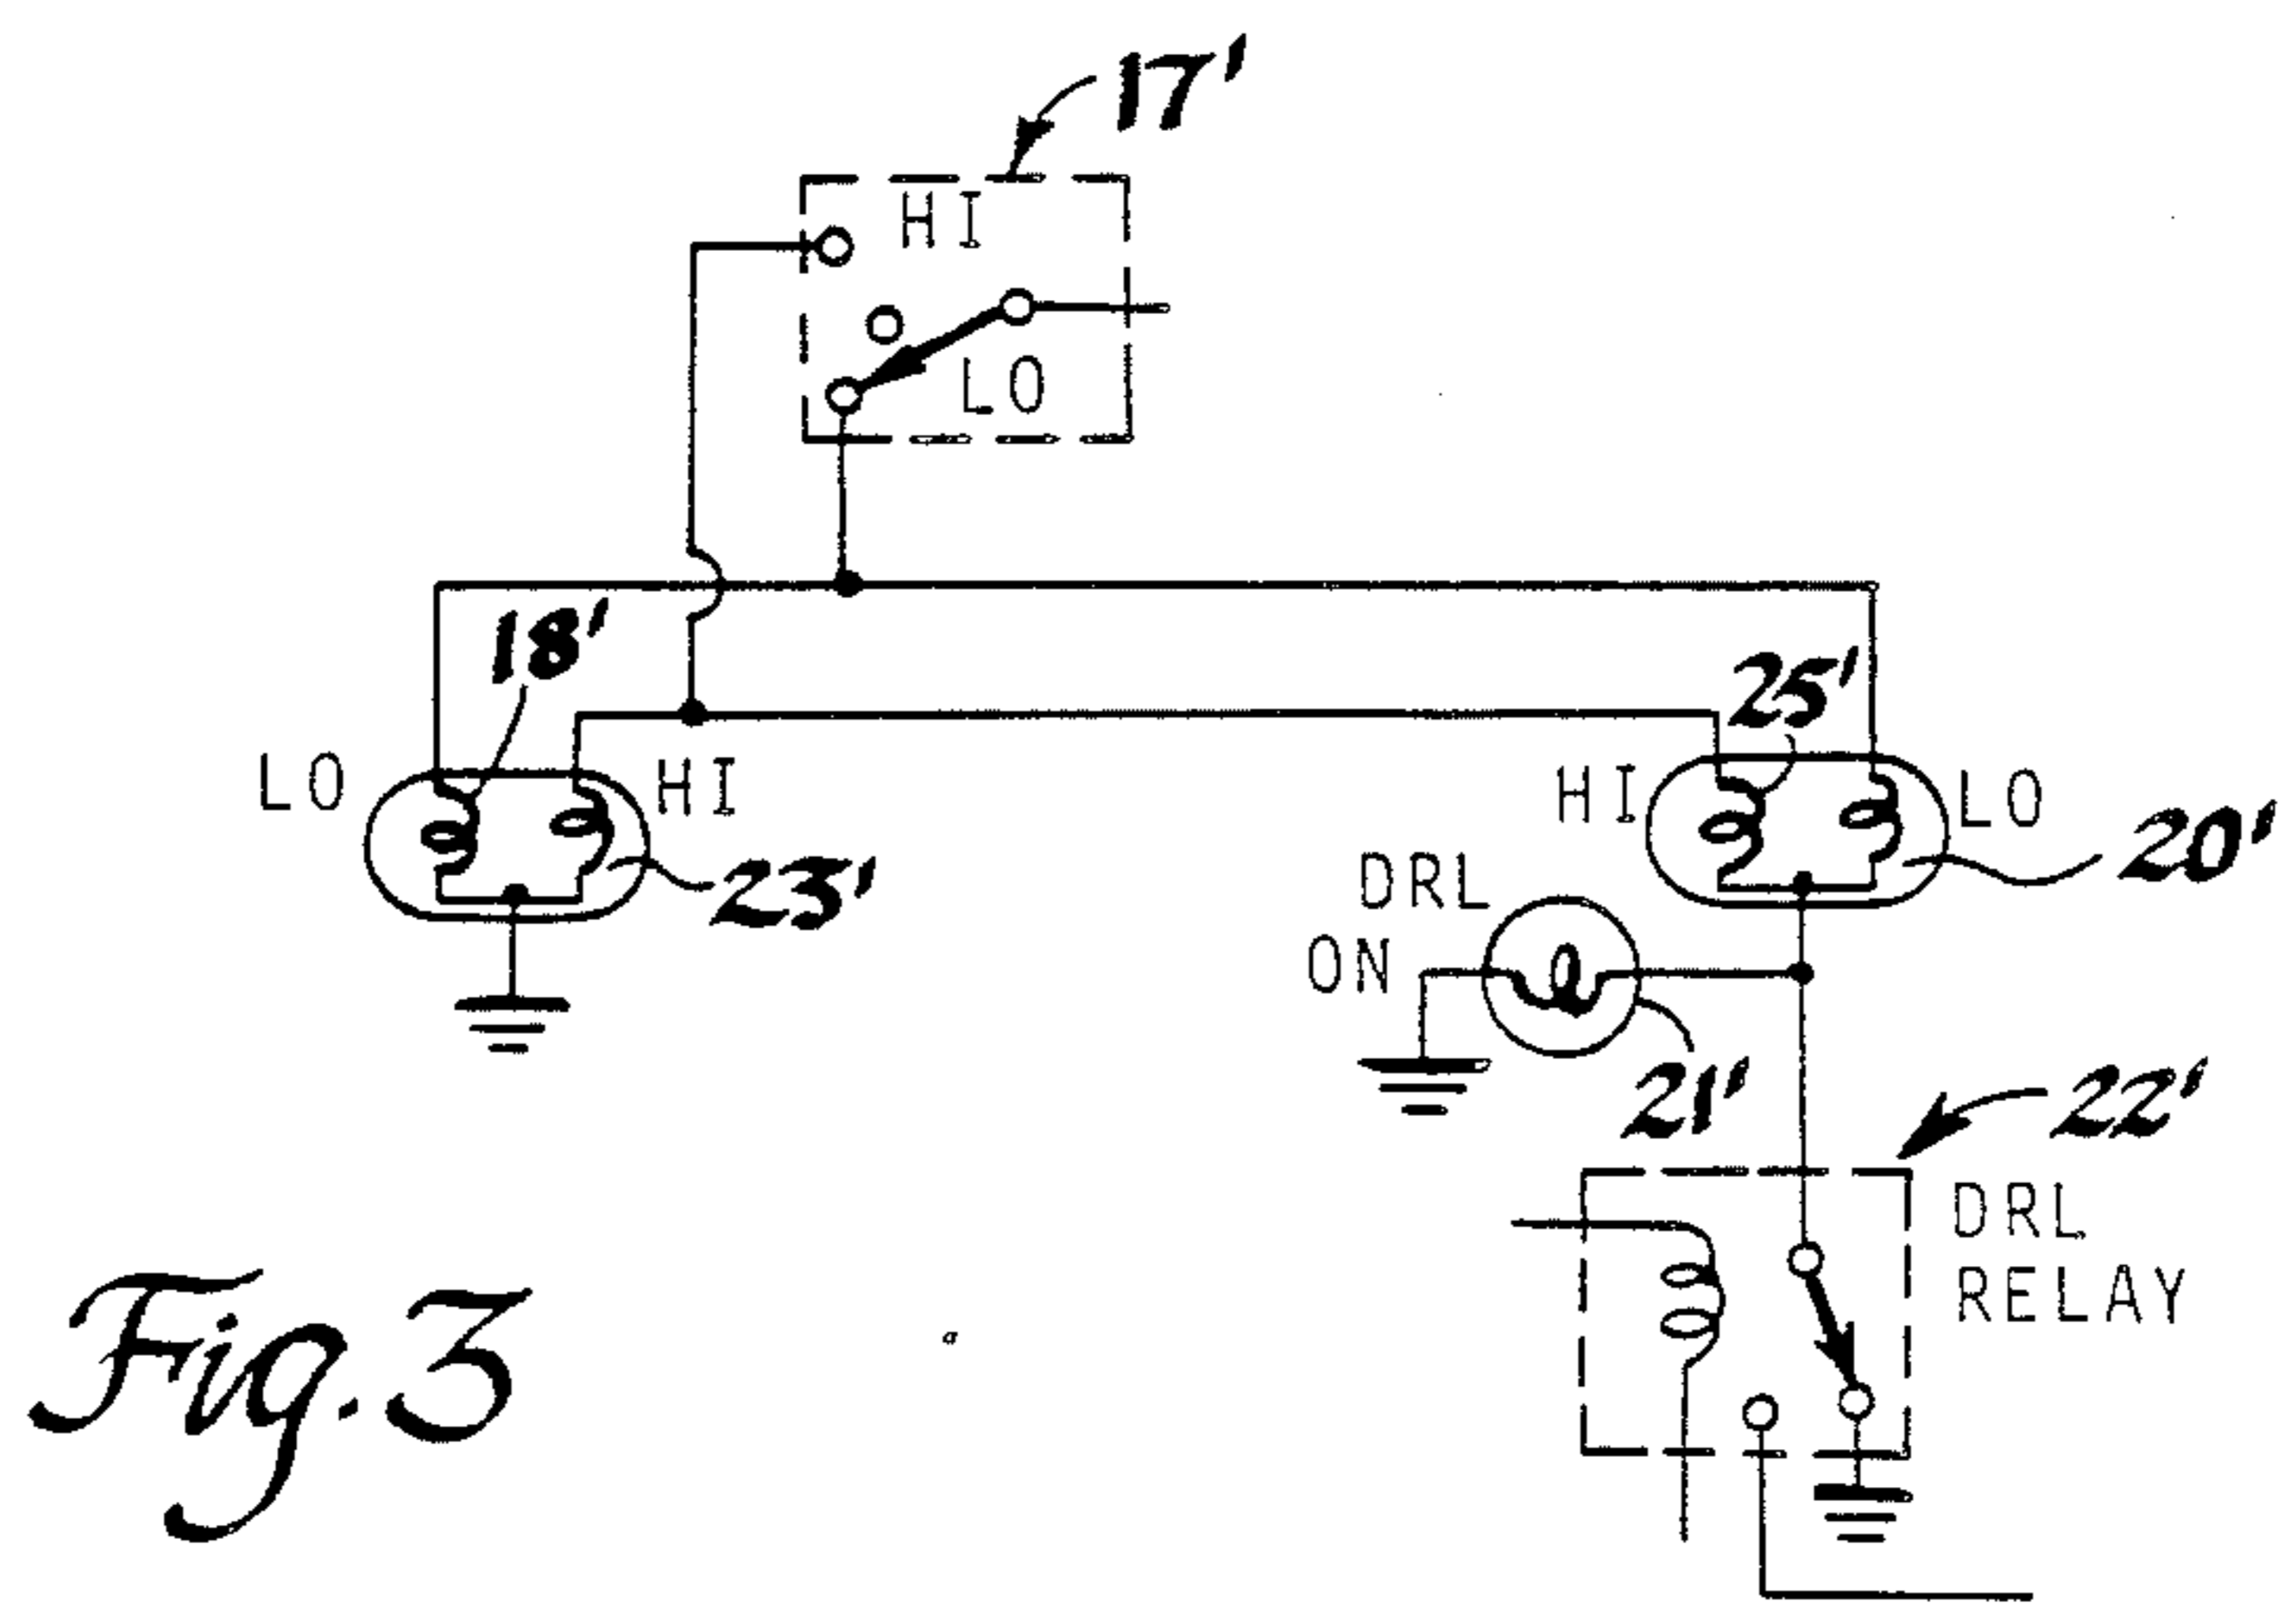 17'
HI
LO
18'
25'
LO
HI
HI
LO
23'
20'
DRL
ON
21'
22'
DRL
RELAY
Fig. 3